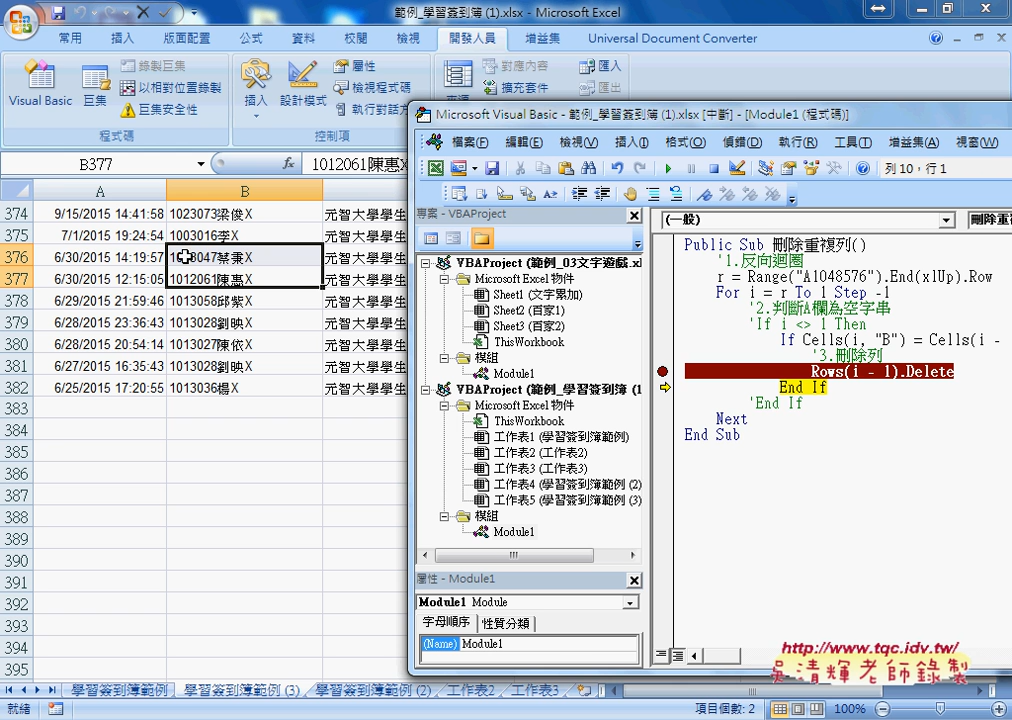 範例_學習簽到簿 (1).xlsx - Microsoft Excel
常用 插入 版面配置 公式 資料 校閱 檢視 開發人員 增益集 Universal Document Converter
Visual Basic 巨集 錄製巨集 以相對位置錄製 巨集安全性 插入 設計模式 屬性 檢視程式碼 執行對話方 對應內容 擴充套件 匯入 匯出
程式碼 控制項
B377 fx 1012061陳惠X
Microsoft Visual Basic - 範例_學習簽到簿 (1).xlsx [中斷] - [Module1 (程式碼)]
檔案(F) 編輯(E) 檢視(V) 插入(I) 格式(O) 偵錯(D) 執行(R) 工具(T) 增益集(A) 視窗(W)
列 10，行 1
A B
374 9/15/2015 14:41:58 1023073梁俊X 元智大學學生
375 7/1/2015 19:24:54 1003016李X 元智大學學生
376 6/30/2015 14:19:57 元智大學學生
377 6/30/2015 12:15:05 1012061陳惠X 元智大學學生
378 6/29/2015 21:59:46 1013058邱紫X 元智大學學生
379 6/28/2015 23:36:43 1013028劉映X 元智大學學生
380 6/28/2015 20:54:14 1013027陳依X 元智大學學生
381 6/27/2015 16:35:43 1013028劉映X 元智大學學生
382 6/25/2015 17:20:55 1013036楊X 元智大學學生
383
384
385
386
387
388
389
390
391
392
393
394
395
專案 - VBAProject
VBAProject (範例_03文字遊戲.xl
Microsoft Excel 物件
Sheet1 (文字累加)
Sheet2 (百家1)
Sheet3 (百家2)
ThisWorkbook
模組
Module1
VBAProject (範例_學習簽到簿 (1
Microsoft Excel 物件
ThisWorkbook
工作表1 (學習簽到簿範例)
工作表2 (工作表2)
工作表3 (工作表3)
工作表4 (學習簽到簿範例 (2)
工作表5 (學習簽到簿範例 (3)
模組
Module1
屬性 - Module1
Module1 Module
字母順序 性質分類
(Name) Module1
(一般) 刪除重複
Public Sub 刪除重複列()
'1.反向迴圈
r = Range("A1048576").End(xlUp).Row
For i = r To 1 Step -1
'2.判斷A欄為空字串
'If i <> 1 Then
If Cells(i, "B") = Cells(i -
'3.刪除列
Rows(i - 1).Delete
End If
'End If
Next
End Sub
http://www.tqc.idv.tw/
吳清輝老師錄製
學習簽到簿範例 學習簽到簿範例 (3) 學習簽到簿範例 (2) 工作表2 工作表3
就緒 項目個數: 2 100%